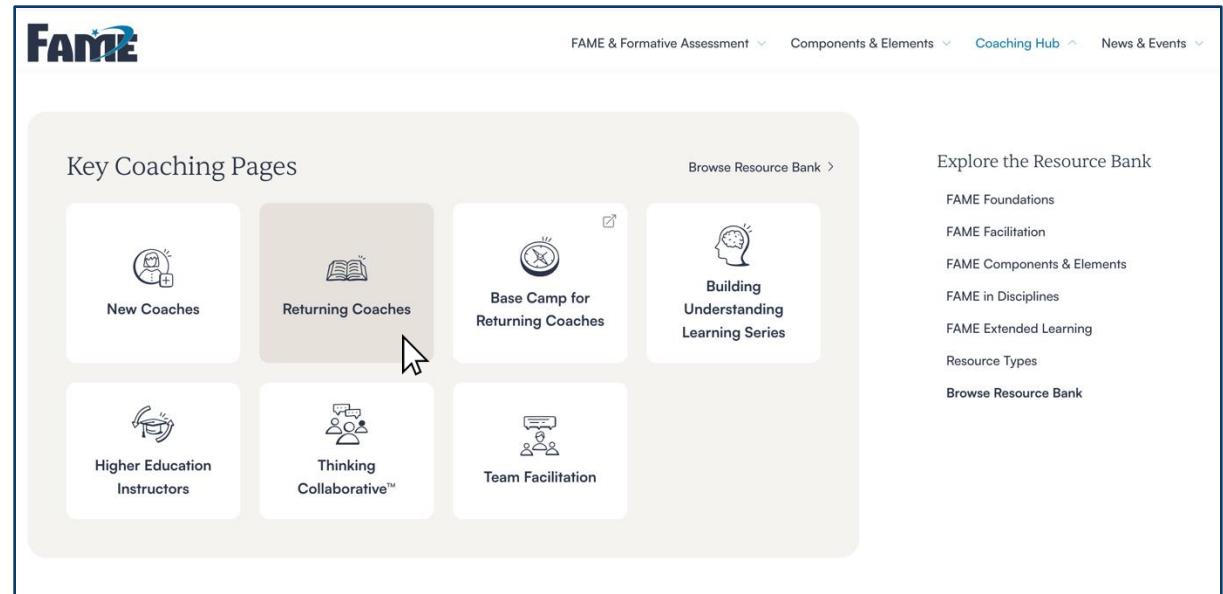 FAME
FAME & Formative Assessment
Components & Elements
Coaching Hub
News & Events
Key Coaching Pages
Browse Resource Bank >
New Coaches
Returning Coaches
Base Camp for
Returning Coaches
Building
Understanding
Learning Series
Higher Education
Instructors
Thinking
Collaborative™
Team Facilitation
Explore the Resource Bank
FAME Foundations
FAME Facilitation
FAME Components & Elements
FAME in Disciplines
FAME Extended Learning
Resource Types
Browse Resource Bank